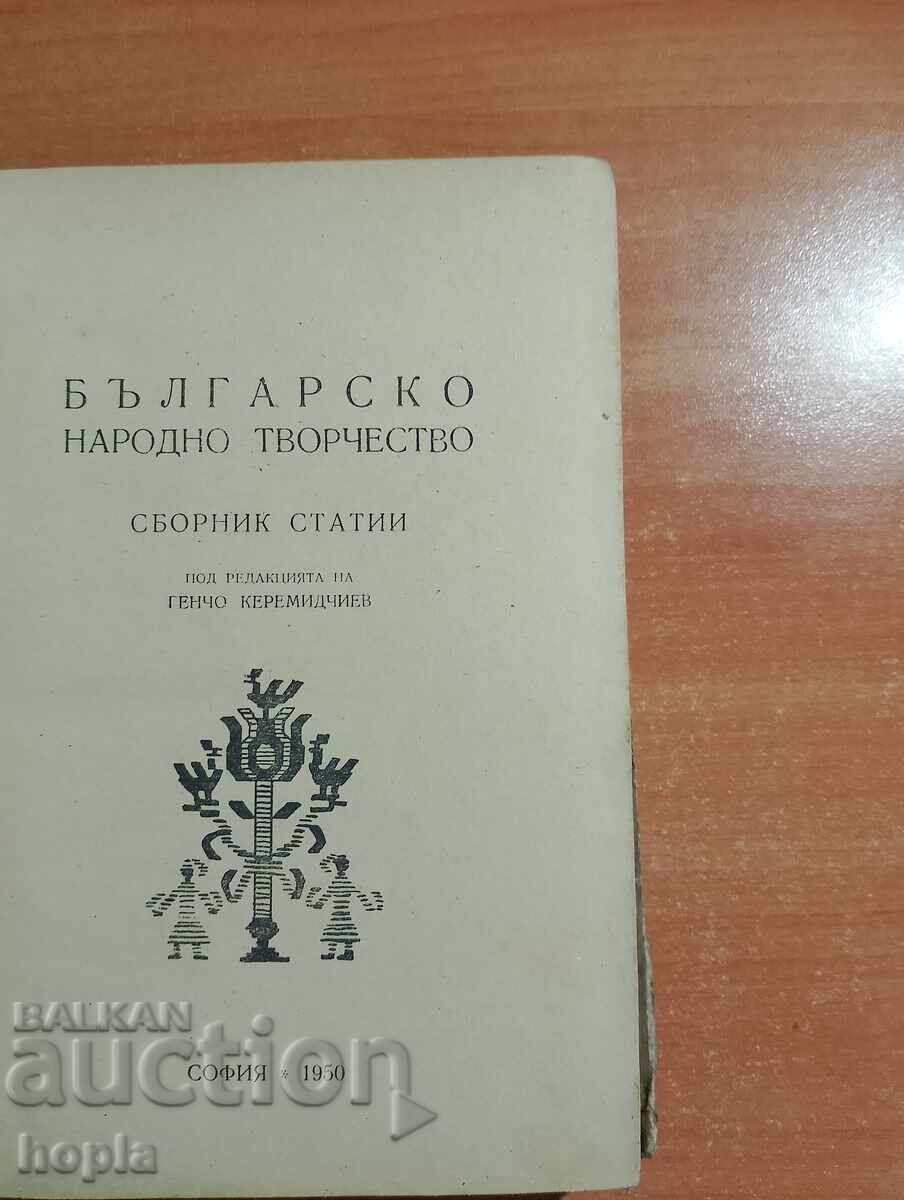 БЪЛГАРСКО
НАРОДНО ТВОРЧЕСТВО
СБОРНИК СТАТИИ
ПОД РЕДАКЦИЯТА НА
ГЕНЧО КЕРЕМИДЧИЕВ
СОФИЯ * 1950
BALKAN
auction
hopla